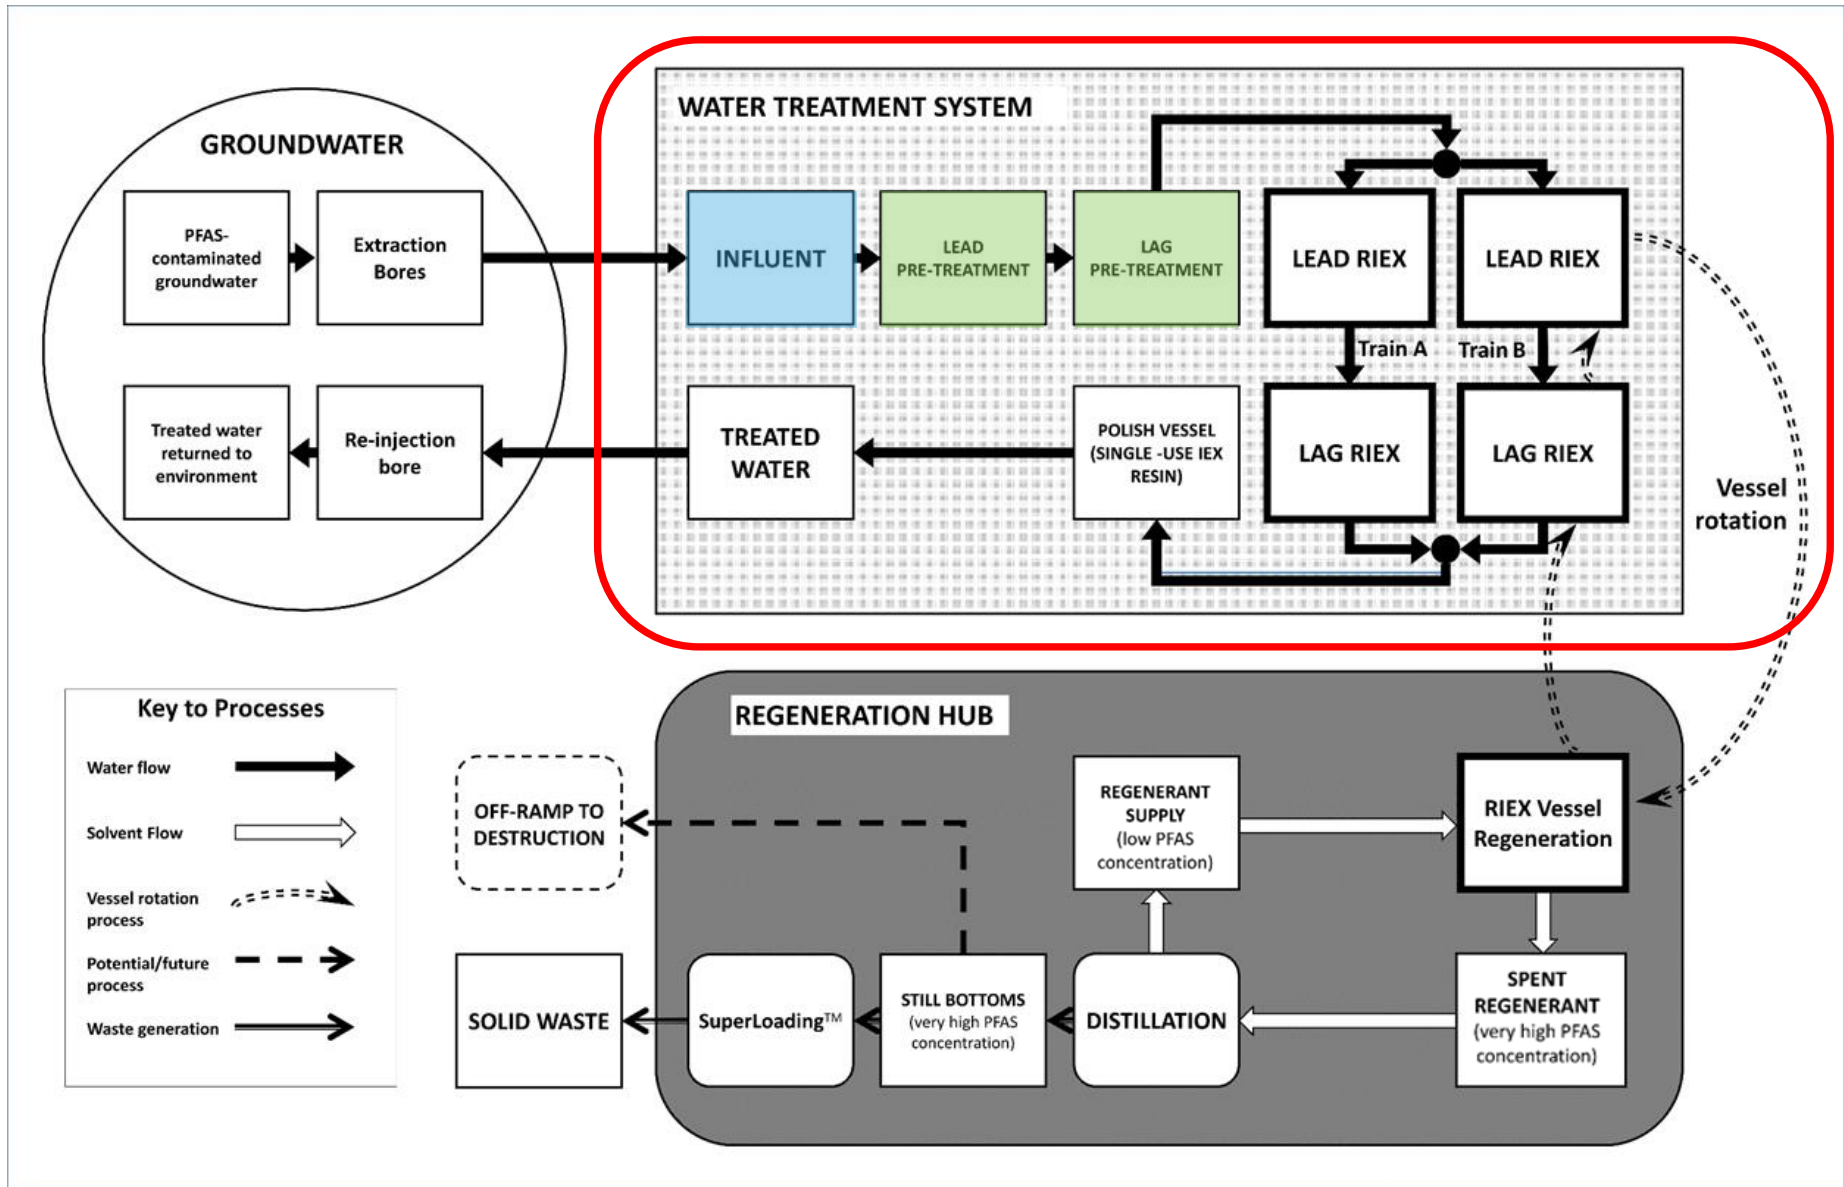 GROUNDWATER
PFAS-
contaminated
groundwater
Extraction
Bores
Treated water
returned to
environment
Re-injection
bore
WATER TREATMENT SYSTEM
INFLUENT
LEAD
PRE-TREATMENT
LAG
PRE-TREATMENT
LEAD RIEX
LEAD RIEX
Train A
Train B
LAG RIEX
LAG RIEX
TREATED
WATER
POLISH VESSEL
(SINGLE -USE IEX
RESIN)
Vessel
rotation
Key to Processes
Water flow
Solvent Flow
Vessel rotation
process
Potential/future
process
Waste generation
REGENERATION HUB
OFF-RAMP TO
DESTRUCTION
REGENERANT
SUPPLY
(low PFAS
concentration)
RIEX Vessel
Regeneration
SOLID WASTE
SuperLoading™
STILL BOTTOMS
(very high PFAS
concentration)
DISTILLATION
SPENT
REGENERANT
(very high PFAS
concentration)